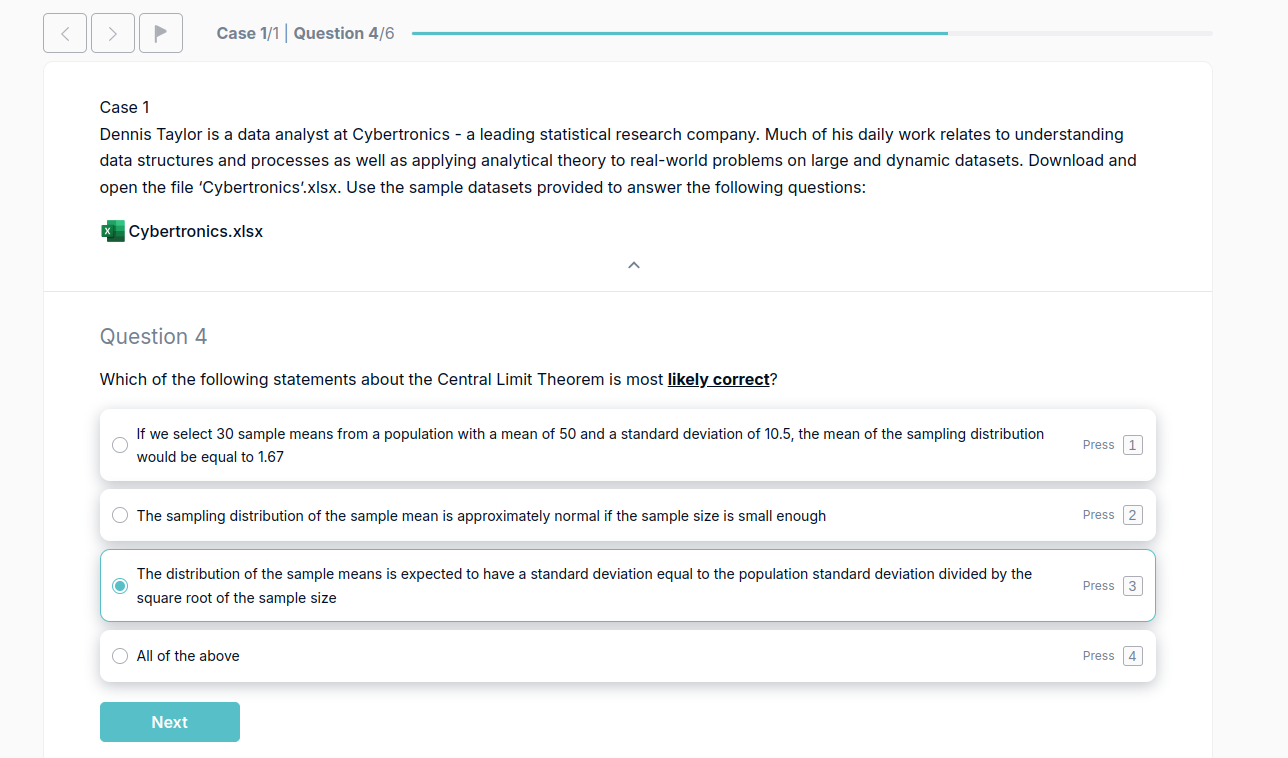 Case 1/1 | Question 4/6
Case 1
Dennis Taylor is a data analyst at Cybertronics - a leading statistical research company. Much of his daily work relates to understanding
data structures and processes as well as applying analytical theory to real-world problems on large and dynamic datasets. Download and
open the file ‘Cybertronics‘.xlsx. Use the sample datasets provided to answer the following questions:
X Cybertronics.xlsx
Question 4
Which of the following statements about the Central Limit Theorem is most likely correct?
If we select 30 sample means from a population with a mean of 50 and a standard deviation of 10.5, the mean of the sampling distribution
would be equal to 1.67
Press 1
The sampling distribution of the sample mean is approximately normal if the sample size is small enough
Press 2
The distribution of the sample means is expected to have a standard deviation equal to the population standard deviation divided by the
square root of the sample size
Press 3
All of the above
Press 4
Next